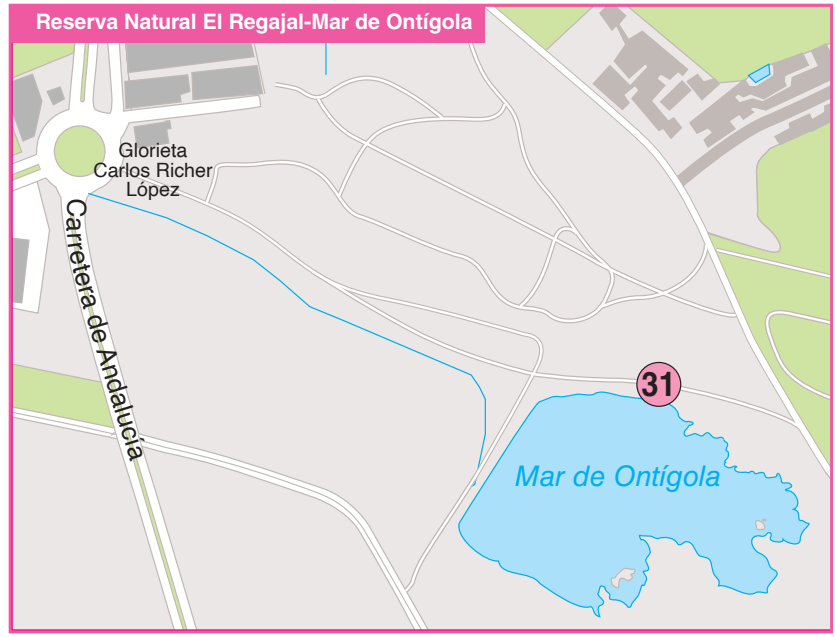 Reserva Natural El Regajal-Mar de Ontígola
Glorieta
Carlos Richer
López
Carretera de Andalucía
31
Mar de Ontígola